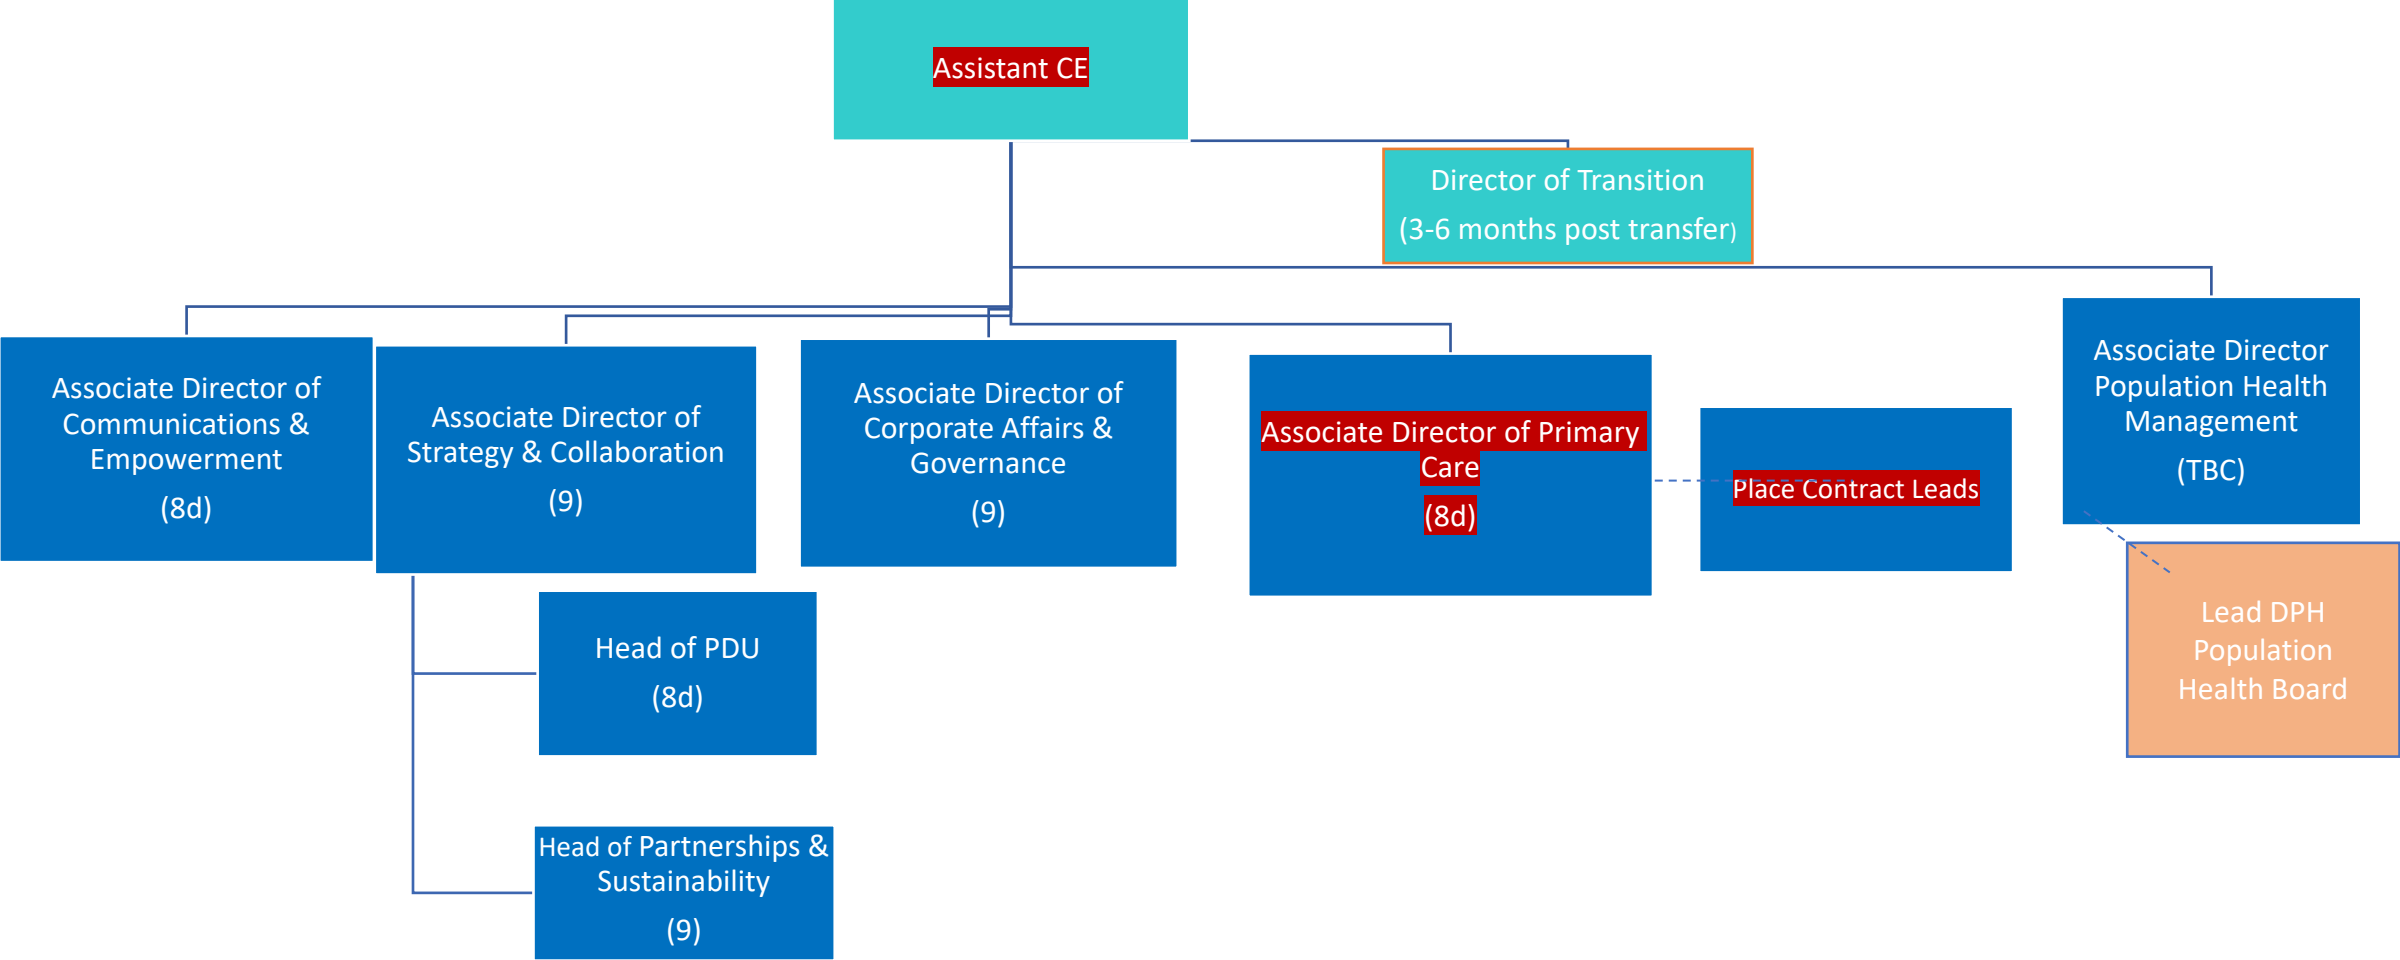 Assistant CE
Director of Transition
(3-6 months post transfer)
Associate Director of
Communications &
Empowerment
(8d)
Associate Director of
Strategy & Collaboration
(9)
Associate Director of
Corporate Affairs &
Governance
(9)
Associate Director of Primary
Care
(8d)
Place Contract Leads
Associate Director
Population Health
Management
(TBC)
Lead DPH
Population
Health Board
Head of PDU
(8d)
Head of Partnerships &
Sustainability
(9)